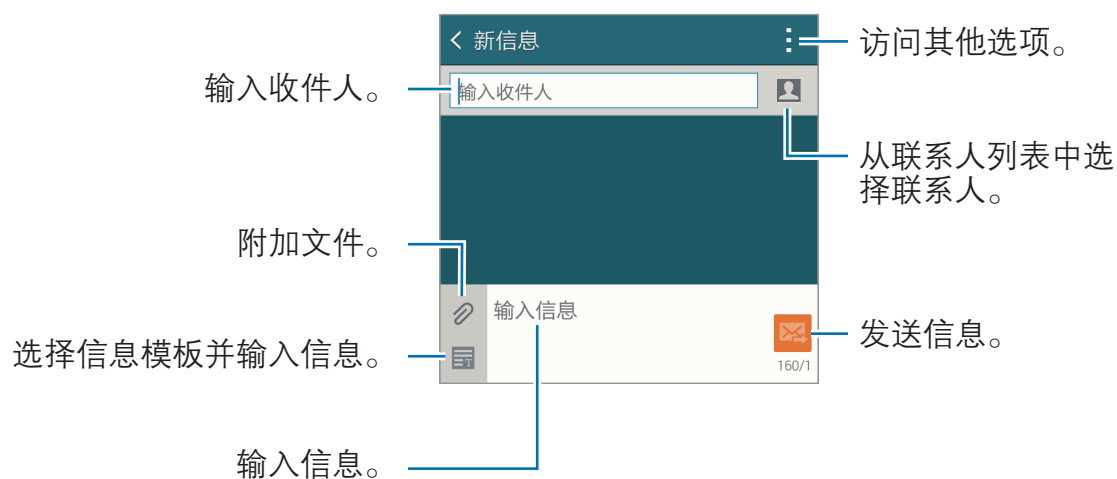 新信息
访问其他选项。
输入收件人。
输入收件人
从联系人列表中选
择联系人。
附加文件。
输入信息
发送信息。
选择信息模板并输入信息。
160/1
输入信息。